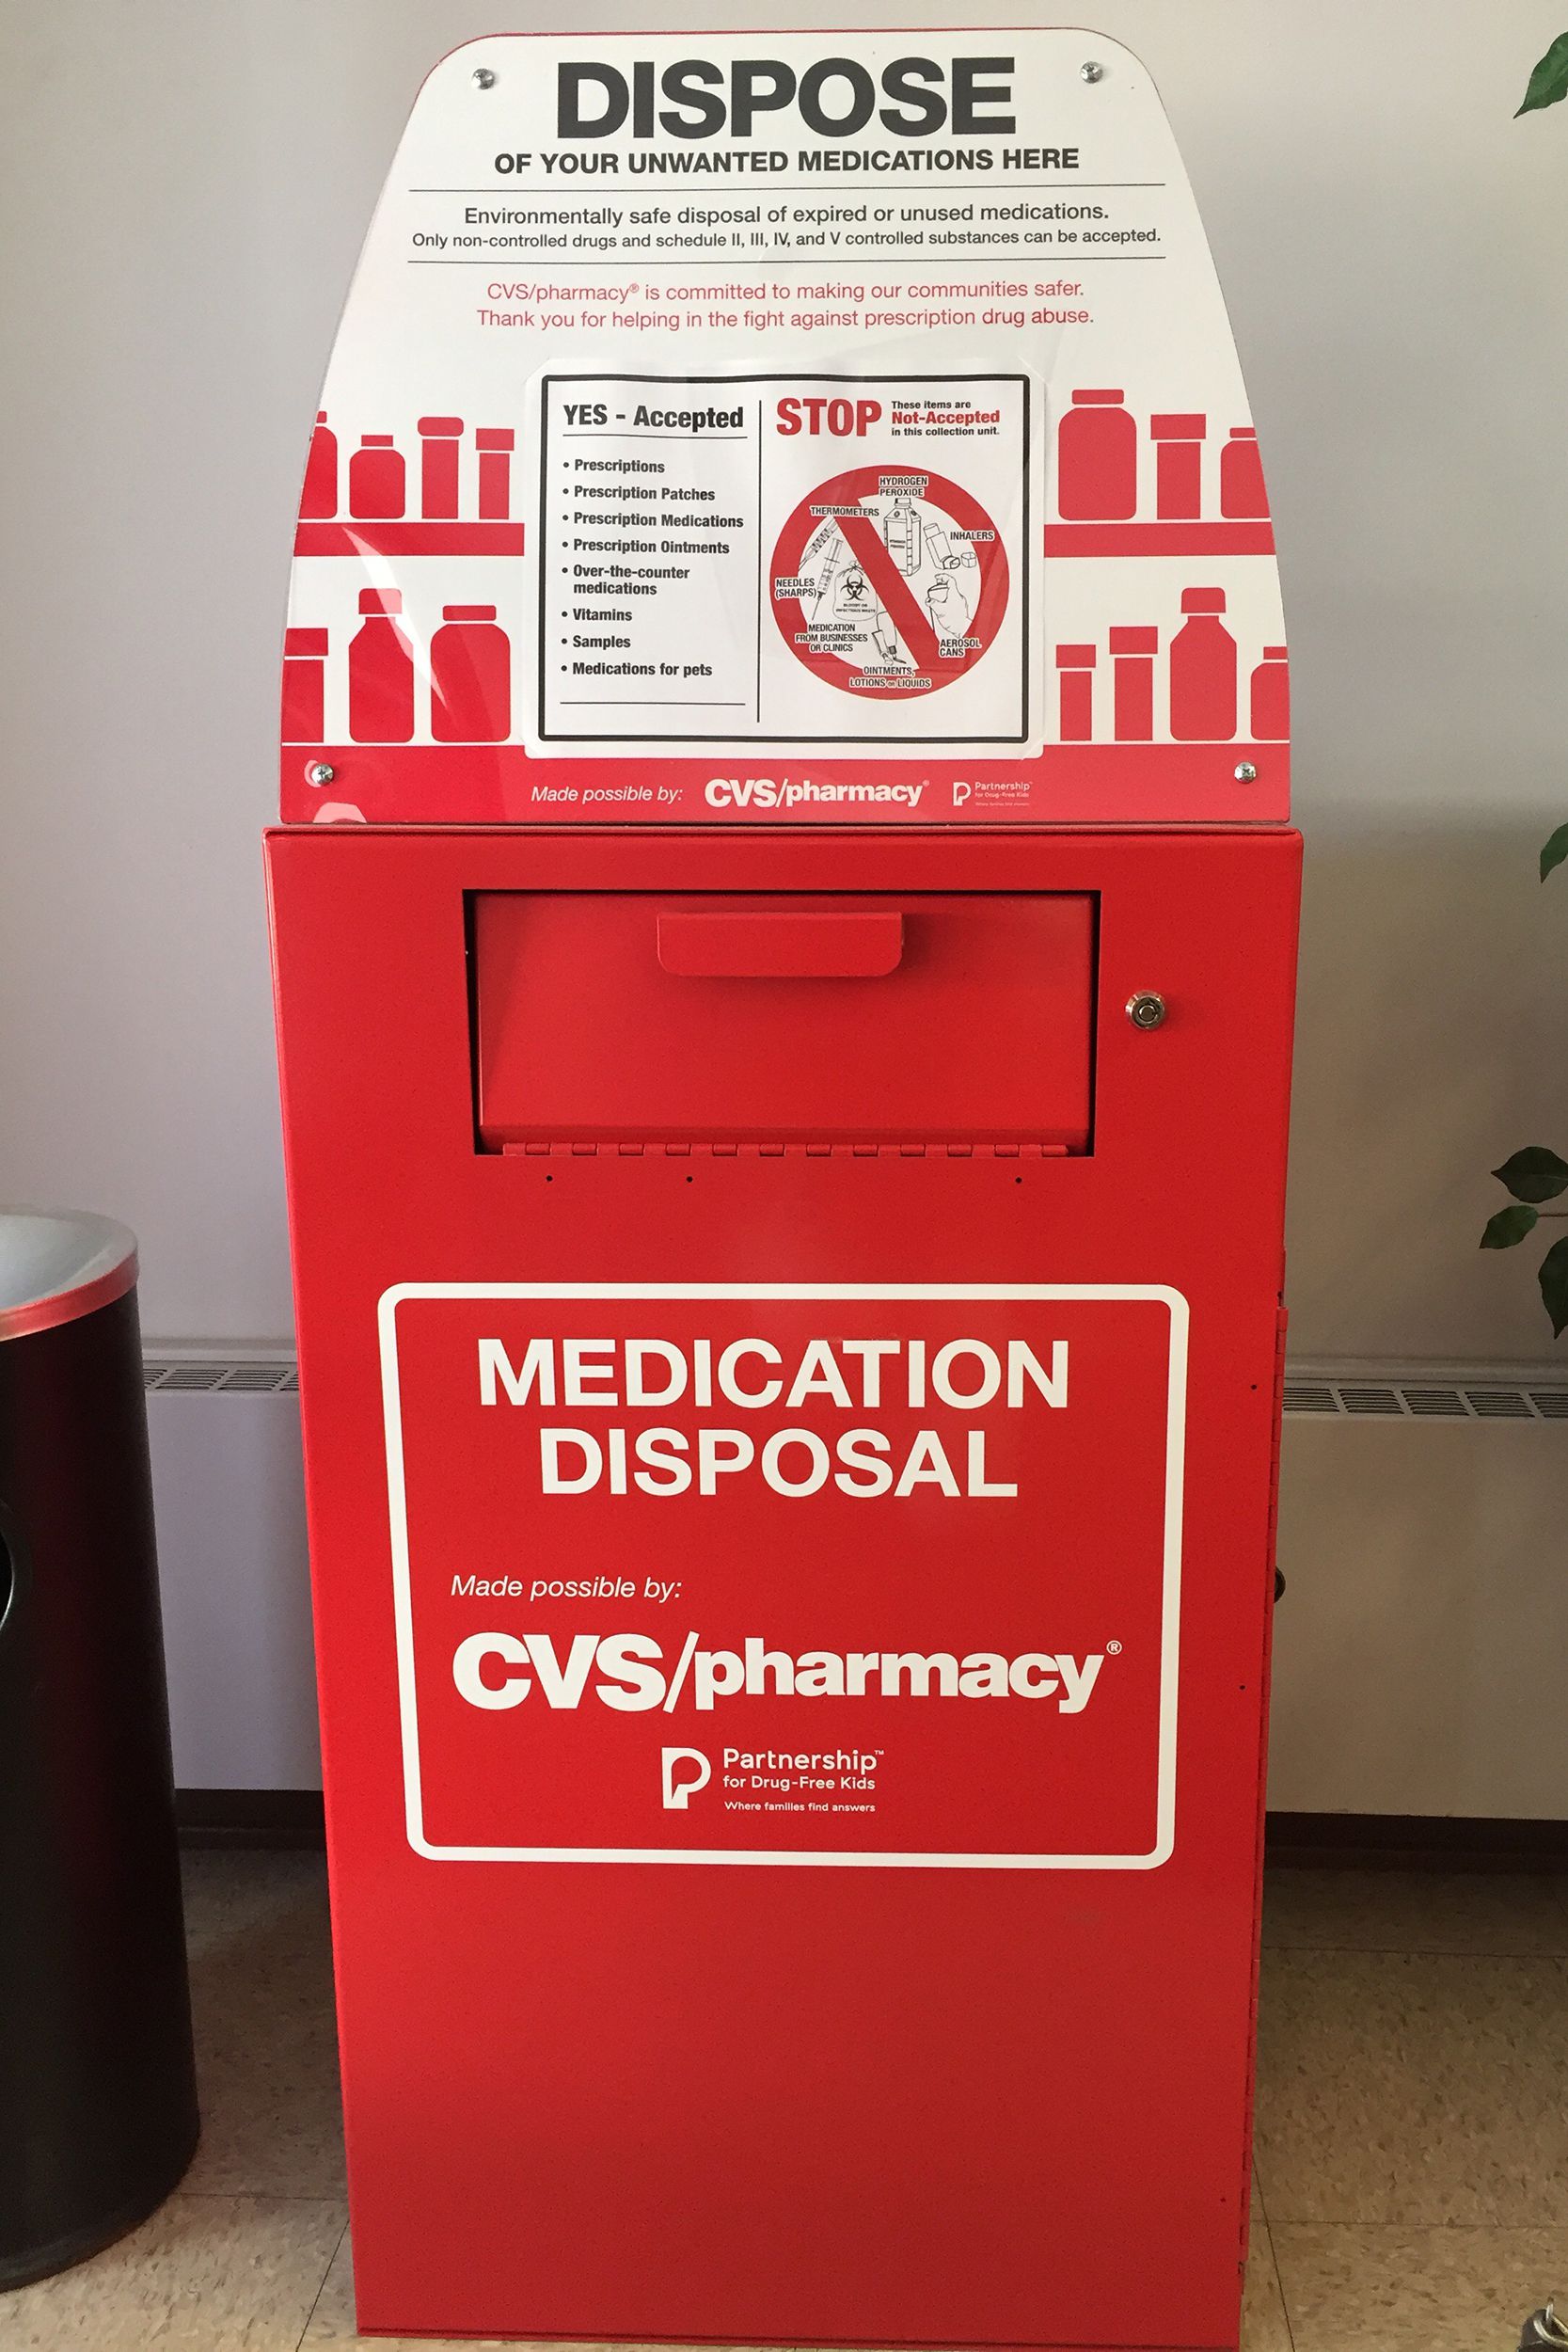 DISPOSE
OF YOUR UNWANTED MEDICATIONS HERE
Environmentally safe disposal of expired or unused medications.
Only non-controlled drugs and schedule II, III, IV, and V controlled substances can be accepted.
CVS/pharmacy® is committed to making our communities safer.
Thank you for helping in the fight against prescription drug abuse.
YES - Accepted
• Prescriptions
• Prescription Patches
• Prescription Medications
• Prescription Ointments
• Over-the-counter
medications
• Vitamins
• Samples
• Medications for pets
STOP
These items are
Not-Accepted
in this collection unit.
HYDROGEN
PEROXIDE
THERMOMETERS
INHALERS
NEEDLES
(SHARPS)
MEDICATION
FROM BUSINESSES
OR CLINICS
AEROSOL
CANS
OINTMENTS,
LOTIONS OR LIQUIDS
Made possible by: CVS/pharmacy®
Partnership™
for Drug-Free Kids
MEDICATION
DISPOSAL
Made possible by:
CVS/pharmacy®
Partnership™
for Drug-Free Kids
Where families find answers